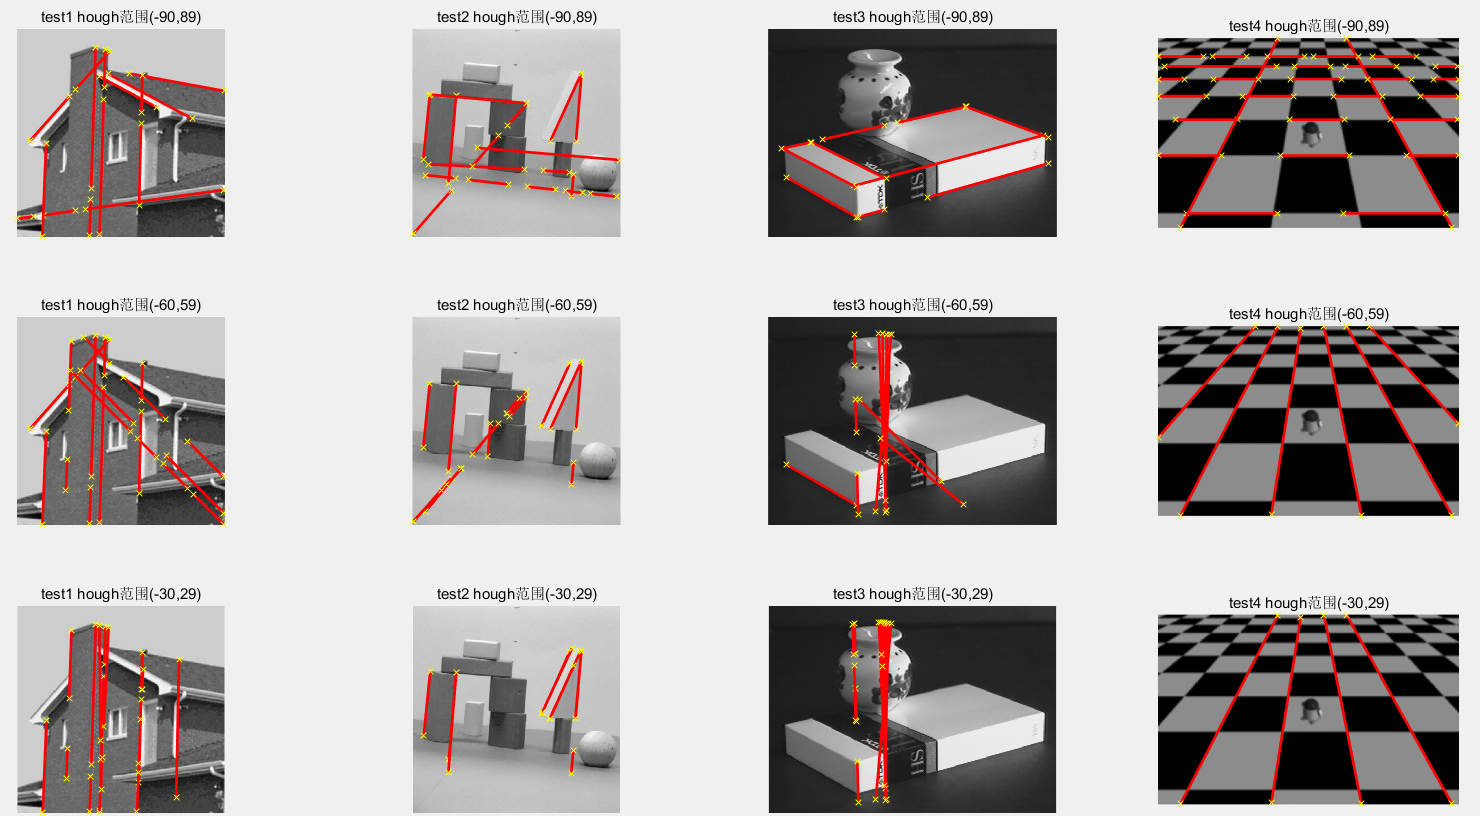 test1 hough范围(-90,89)
test2 hough范围(-90,89)
test3 hough范围(-90,89)
test4 hough范围(-90,89)
test1 hough范围(-60,59)
test2 hough范围(-60,59)
test3 hough范围(-60,59)
test4 hough范围(-60,59)
test1 hough范围(-30,29)
test2 hough范围(-30,29)
test3 hough范围(-30,29)
test4 hough范围(-30,29)